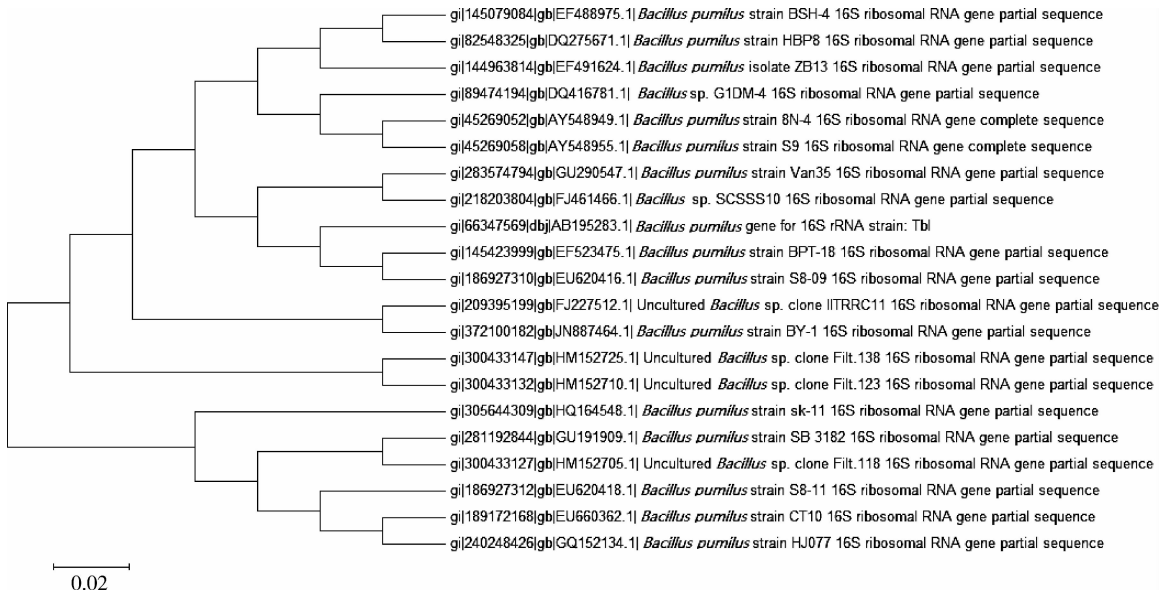 gi|145079084|gb|EF488975.1| Bacillus pumilus strain BSH-4 16S ribosomal RNA gene partial sequence
gi|82548325|gb|DQ275671.1| Bacillus pumilus strain HBP8 16S ribosomal RNA gene partial sequence
gi|144963814|gb|EF491624.1| Bacillus pumilus isolate ZB13 16S ribosomal RNA gene partial sequence
gi|89474194|gb|DQ416781.1| Bacillus sp. G1DM-4 16S ribosomal RNA gene partial sequence
gi|45269052|gb|AY548949.1| Bacillus pumilus strain 8N-4 16S ribosomal RNA gene complete sequence
gi|45269058|gb|AY548955.1| Bacillus pumilus strain S9 16S ribosomal RNA gene complete sequence
gi|283574794|gb|GU290547.1| Bacillus pumilus strain Van35 16S ribosomal RNA gene partial sequence
gi|218203804|gb|FJ461466.1| Bacillus sp. SCSSS10 16S ribosomal RNA gene partial sequence
gi|66347569|dbj|AB195283.1| Bacillus pumilus gene for 16S rRNA strain: TbI
gi|145423999|gb|EF523475.1| Bacillus pumilus strain BPT-18 16S ribosomal RNA gene partial sequence
gi|186927310|gb|EU620416.1| Bacillus pumilus strain S8-09 16S ribosomal RNA gene partial sequence
gi|209395199|gb|FJ227512.1| Uncultured Bacillus sp. clone IITRRC11 16S ribosomal RNA gene partial sequence
gi|372100182|gb|JN887464.1| Bacillus pumilus strain BY-1 16S ribosomal RNA gene partial sequence
gi|300433147|gb|HM152725.1| Uncultured Bacillus sp. clone Filt.138 16S ribosomal RNA gene partial sequence
gi|300433132|gb|HM152710.1| Uncultured Bacillus sp. clone Filt.123 16S ribosomal RNA gene partial sequence
gi|305644309|gb|HQ164548.1| Bacillus pumilus strain sk-11 16S ribosomal RNA gene partial sequence
gi|281192844|gb|GU191909.1| Bacillus pumilus strain SB 3182 16S ribosomal RNA gene partial sequence
gi|300433127|gb|HM152705.1| Uncultured Bacillus sp. clone Filt.118 16S ribosomal RNA gene partial sequence
gi|186927312|gb|EU620418.1| Bacillus pumilus strain S8-11 16S ribosomal RNA gene partial sequence
gi|189172168|gb|EU660362.1| Bacillus pumilus strain CT10 16S ribosomal RNA gene partial sequence
gi|240248426|gb|GQ152134.1| Bacillus pumilus strain HJ077 16S ribosomal RNA gene partial sequence
0.02